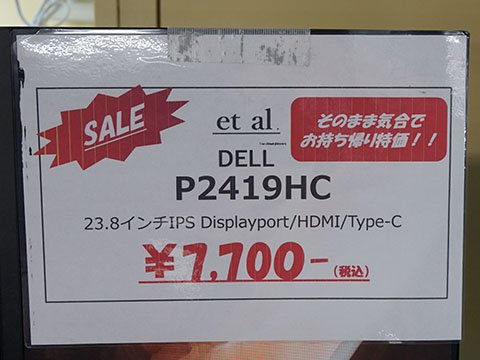 SALE
et al.
そのまま気合で
お持ち帰り特価！！
DELL
P2419HC
23.8インチIPS Displayport/HDMI/Type-C
¥7,700-(税込)